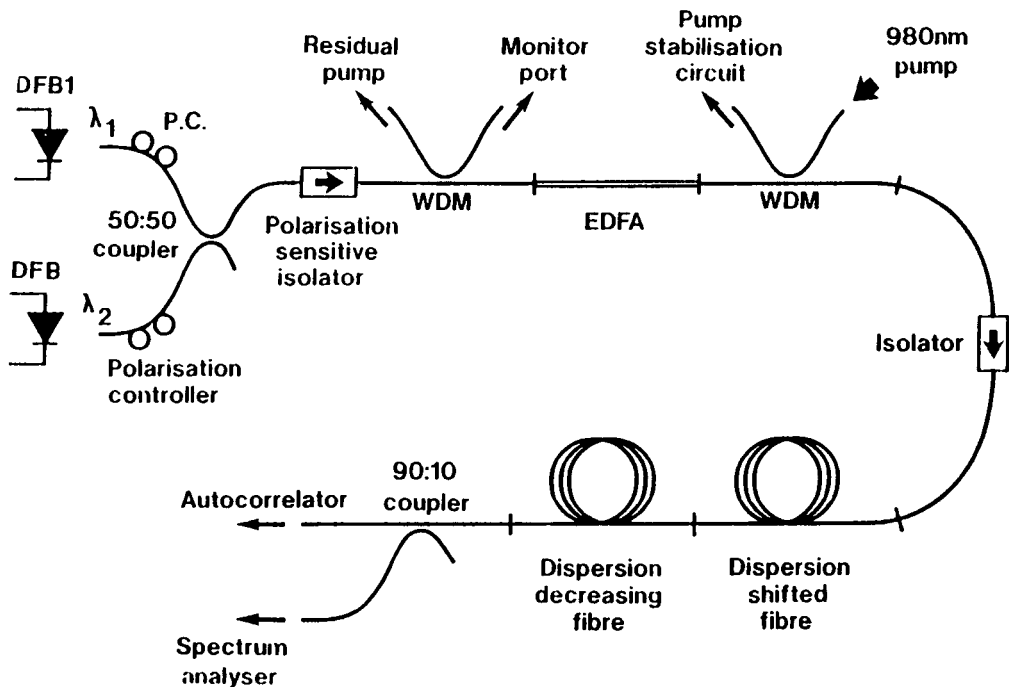 Residual
pump
Monitor
port
Pump
stabilisation
circuit
980nm
pump
DFB1
λ1
P.C.
50:50
coupler
WDM
EDFA
WDM
Polarisation
sensitive
isolator
DFB
λ2
Polarisation
controller
Isolator
90:10
coupler
Autocorrelator
Dispersion
decreasing
fibre
Dispersion
shifted
fibre
Spectrum
analyser